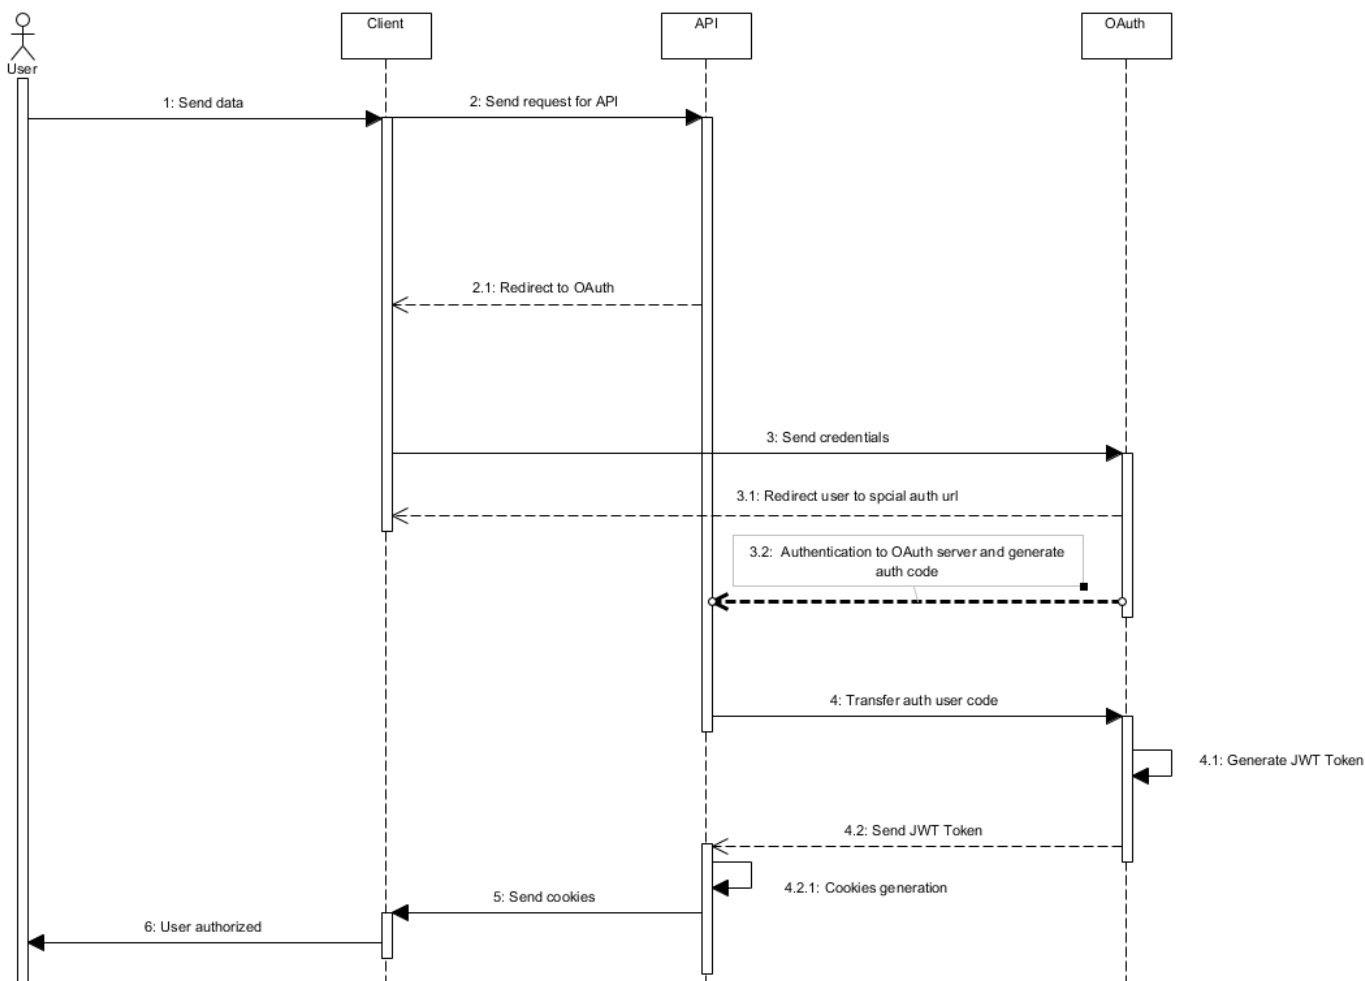 Client
API
OAuth
User
1: Send data
2: Send request for API
2.1: Redirect to OAuth
3: Send credentials
3.1: Redirect user to spcial auth url
3.2:  Authentication to OAuth server and generate
auth code
4: Transfer auth user code
4.1: Generate JWT Token
4.2: Send JWT Token
4.2.1: Cookies generation
5: Send cookies
6: User authorized